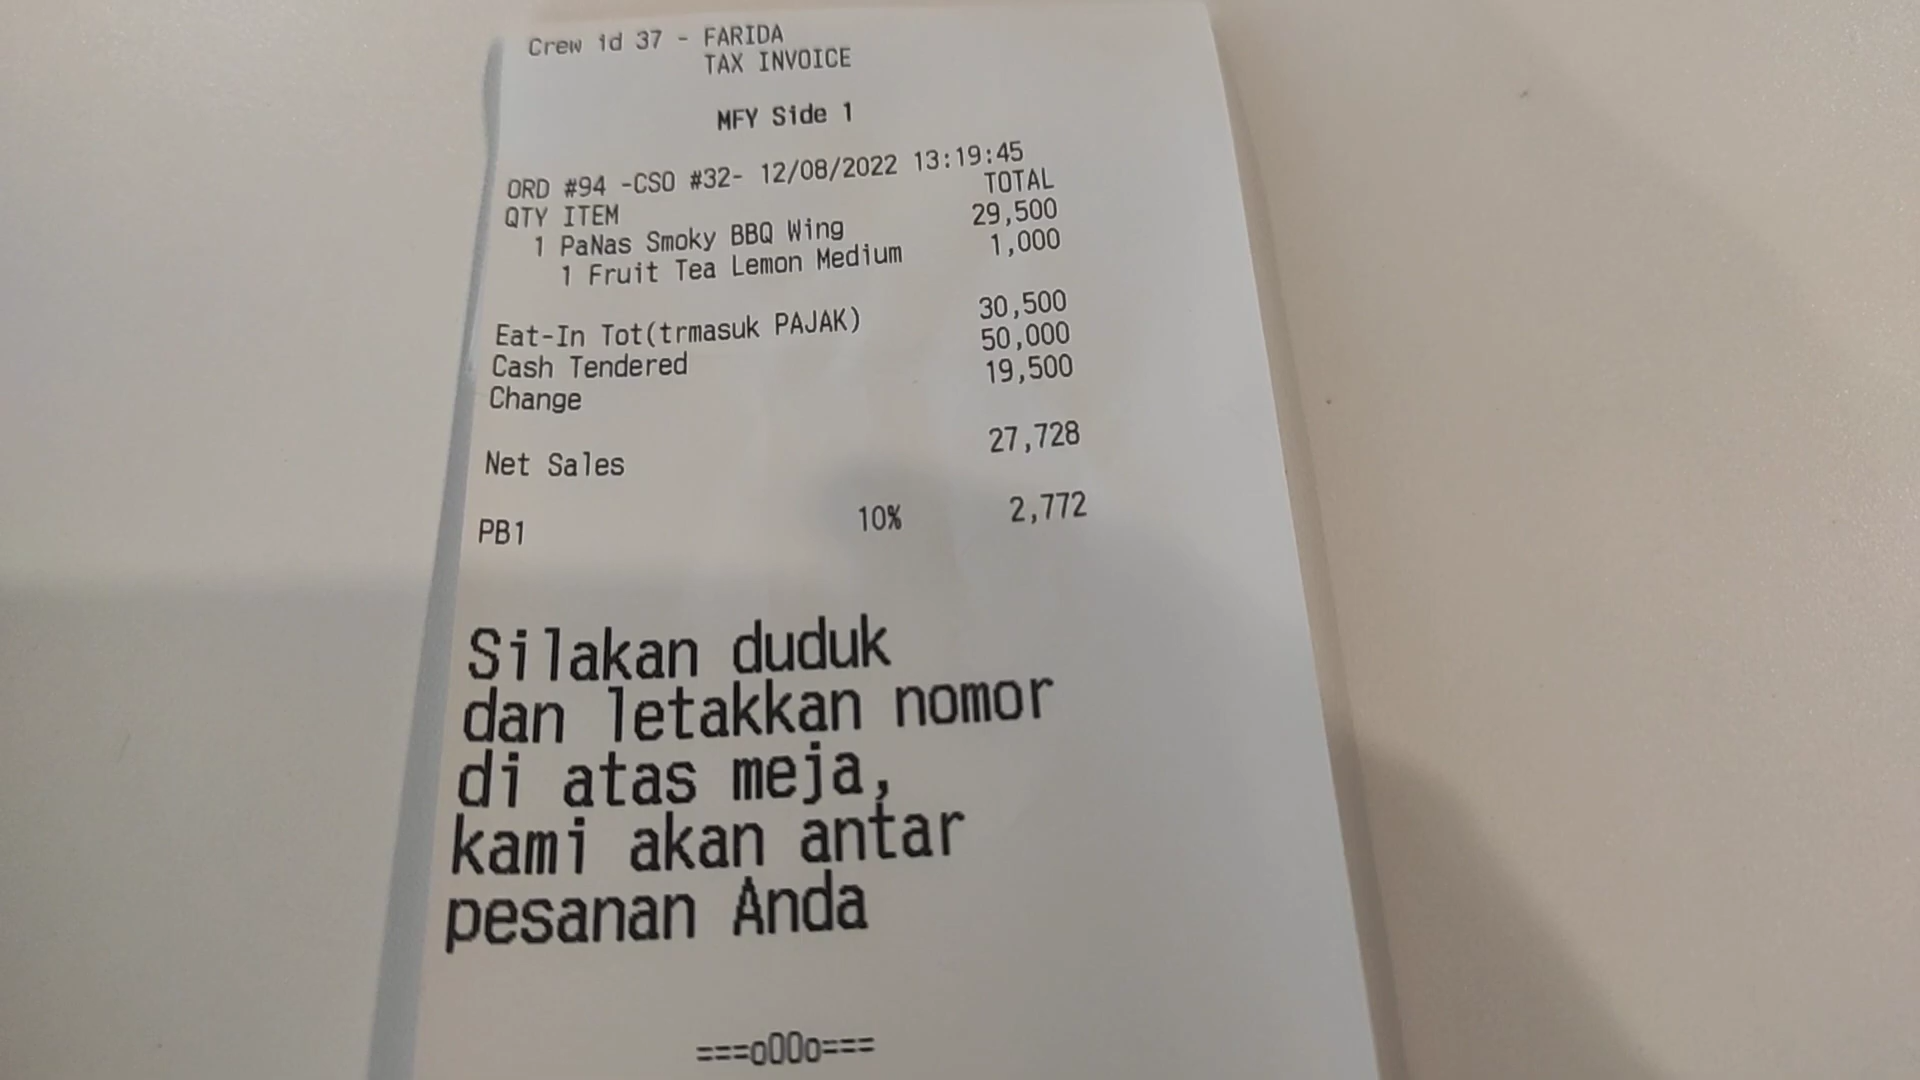 Crew id 37 - FARIDA
TAX INVOICE
MFY Side 1
ORD #94 -CSO #32- 12/08/2022 13:19:45
QTY ITEM TOTAL
1 PaNas Smoky BBQ Wing 29,500
1 Fruit Tea Lemon Medium 1,000
Eat-In Tot(trmasuk PAJAK) 30,500
Cash Tendered 50,000
Change 19,500
Net Sales 27,728
PB1 10% 2,772
Silakan duduk
dan letakkan nomor
di atas meja,
kami akan antar
pesanan Anda
===oOOo===